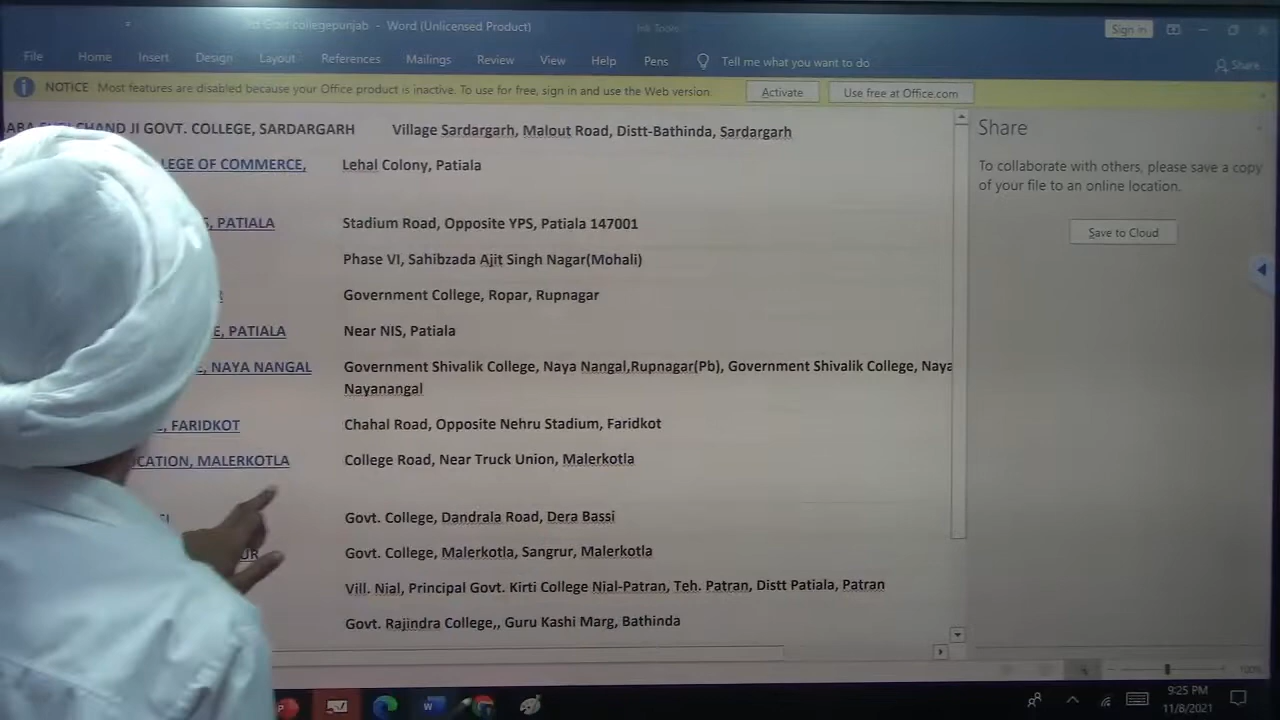 Govt collegepunjab - Word (Unlicensed Product)
Ink Tools
Sign in
File Home Insert Design Layout References Mailings Review View Help Pens Tell me what you want to do
Share
NOTICE Most features are disabled because your Office product is inactive. To use for free, sign in and use the Web version. Activate Use free at Office.com
CHAND JI GOVT. COLLEGE, SARDARGARH Village Sardargarh, Malout Road, Distt-Bathinda, Sardargarh
LEGE OF COMMERCE, Lehal Colony, Patiala
, PATIALA Stadium Road, Opposite YPS, Patiala 147001
Phase VI, Sahibzada Ajit Singh Nagar(Mohali)
Government College, Ropar, Rupnagar
E, PATIALA Near NIS, Patiala
, NAYA NANGAL Government Shivalik College, Naya Nangal,Rupnagar(Pb), Government Shivalik College, Naya
Nayanangal
, FARIDKOT Chahal Road, Opposite Nehru Stadium, Faridkot
CATION, MALERKOTLA College Road, Near Truck Union, Malerkotla
Govt. College, Dandrala Road, Dera Bassi
UR Govt. College, Malerkotla, Sangrur, Malerkotla
Vill. Nial, Principal Govt. Kirti College Nial-Patran, Teh. Patran, Distt Patiala, Patran
Govt. Rajindra College,, Guru Kashi Marg, Bathinda
Share
To collaborate with others, please save a copy
of your file to an online location.
Save to Cloud
100%
9:25 PM
11/8/2021